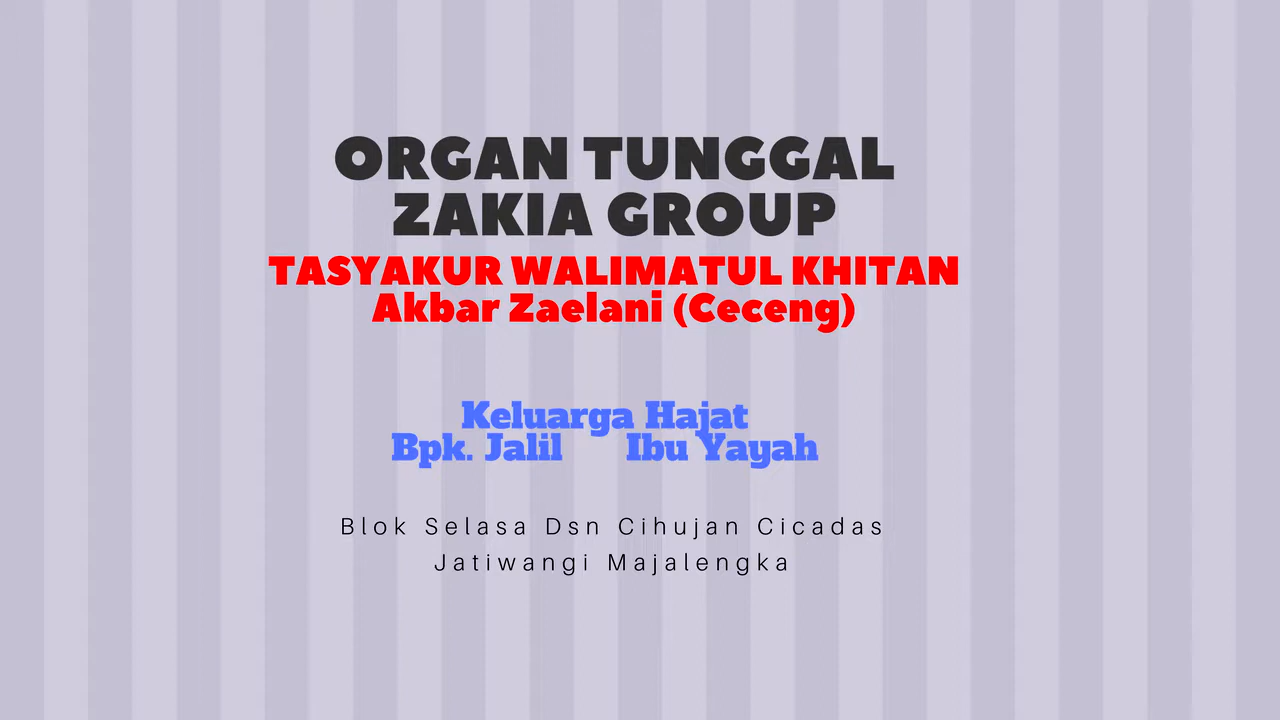 ORGAN TUNGGAL
ZAKIA GROUP
TASYAKUR WALIMATUL KHITAN
Akbar Zaelani (Ceceng)
Keluarga Hajat
Bpk. Jalil Ibu Yayah
Blok Selasa Dsn Cihujan Cicadas
Jatiwangi Majalengka